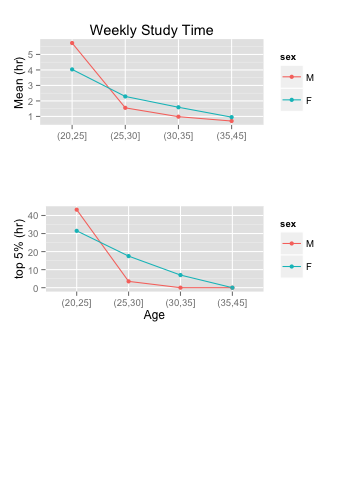 Weekly Study Time
Mean (hr)
5
4
3
2
1
(20,25]
(25,30]
(30,35]
(35,45]
sex
M
F
top 5% (hr)
40
30
20
10
0
(20,25]
(25,30]
(30,35]
(35,45]
Age
sex
M
F